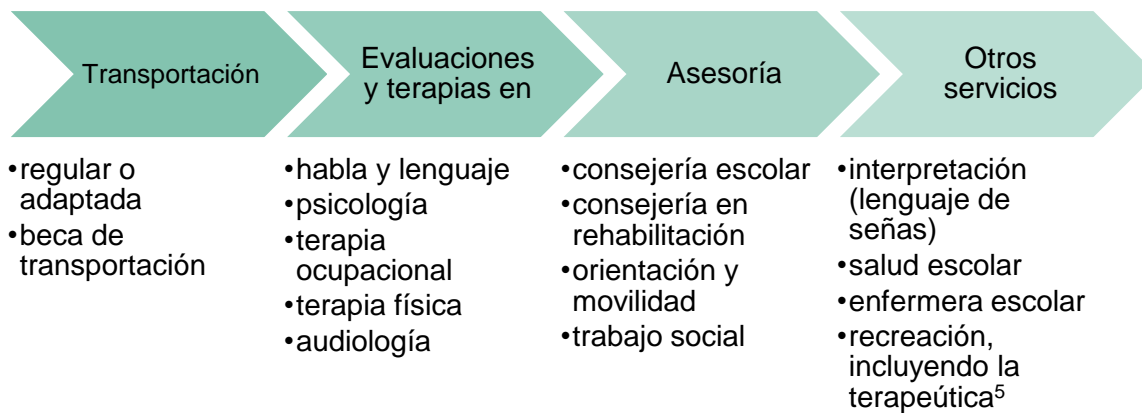 Transportación
•regular o
adaptada
•beca de
transportación
Evaluaciones
y terapias en
•habla y lenguaje
•psicología
•terapia
ocupacional
•terapia física
•audiología
Asesoría
•consejería escolar
•consejería en
rehabilitación
•orientación y
movilidad
•trabajo social
Otros
servicios
•interpretación
(lenguaje de
señas)
•salud escolar
•enfermera escolar
•recreación,
incluyendo la
terapeútica⁵